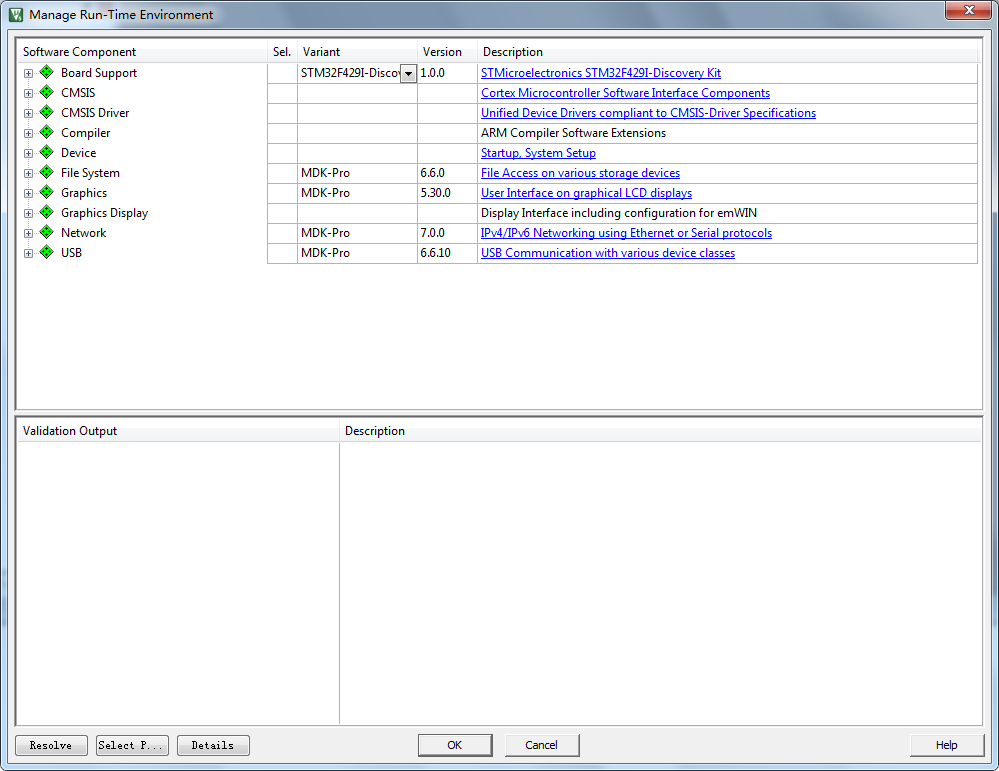 Manage Run-Time Environment
Software Component Sel. Variant Version Description
Board Support STM32F429I-Disco 1.0.0 STMicroelectronics STM32F429I-Discovery Kit
CMSIS Cortex Microcontroller Software Interface Components
CMSIS Driver Unified Device Drivers compliant to CMSIS-Driver Specifications
Compiler ARM Compiler Software Extensions
Device Startup, System Setup
File System MDK-Pro 6.6.0 File Access on various storage devices
Graphics MDK-Pro 5.30.0 User Interface on graphical LCD displays
Graphics Display Display Interface including configuration for emWIN
Network MDK-Pro 7.0.0 IPv4/IPv6 Networking using Ethernet or Serial protocols
USB MDK-Pro 6.6.10 USB Communication with various device classes
Validation Output Description
Resolve Select P... Details OK Cancel Help